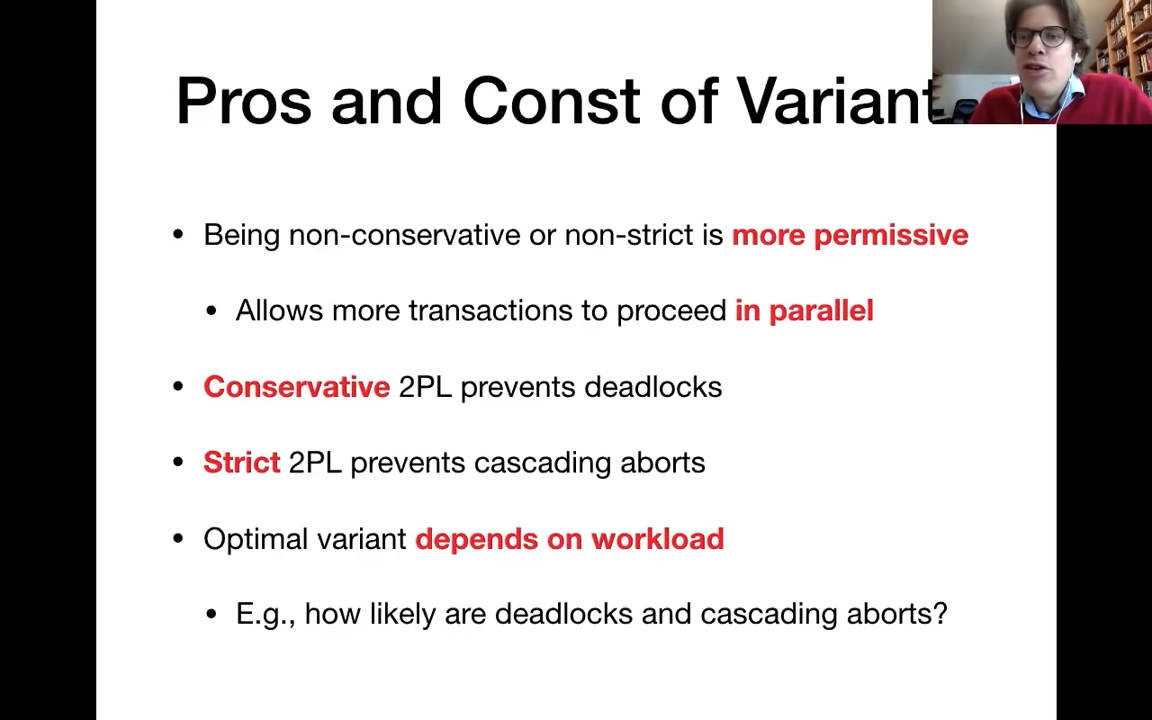 Pros and Const of Variant
• Being non-conservative or non-strict is more permissive
• Allows more transactions to proceed in parallel
• Conservative 2PL prevents deadlocks
• Strict 2PL prevents cascading aborts
• Optimal variant depends on workload
• E.g., how likely are deadlocks and cascading aborts?